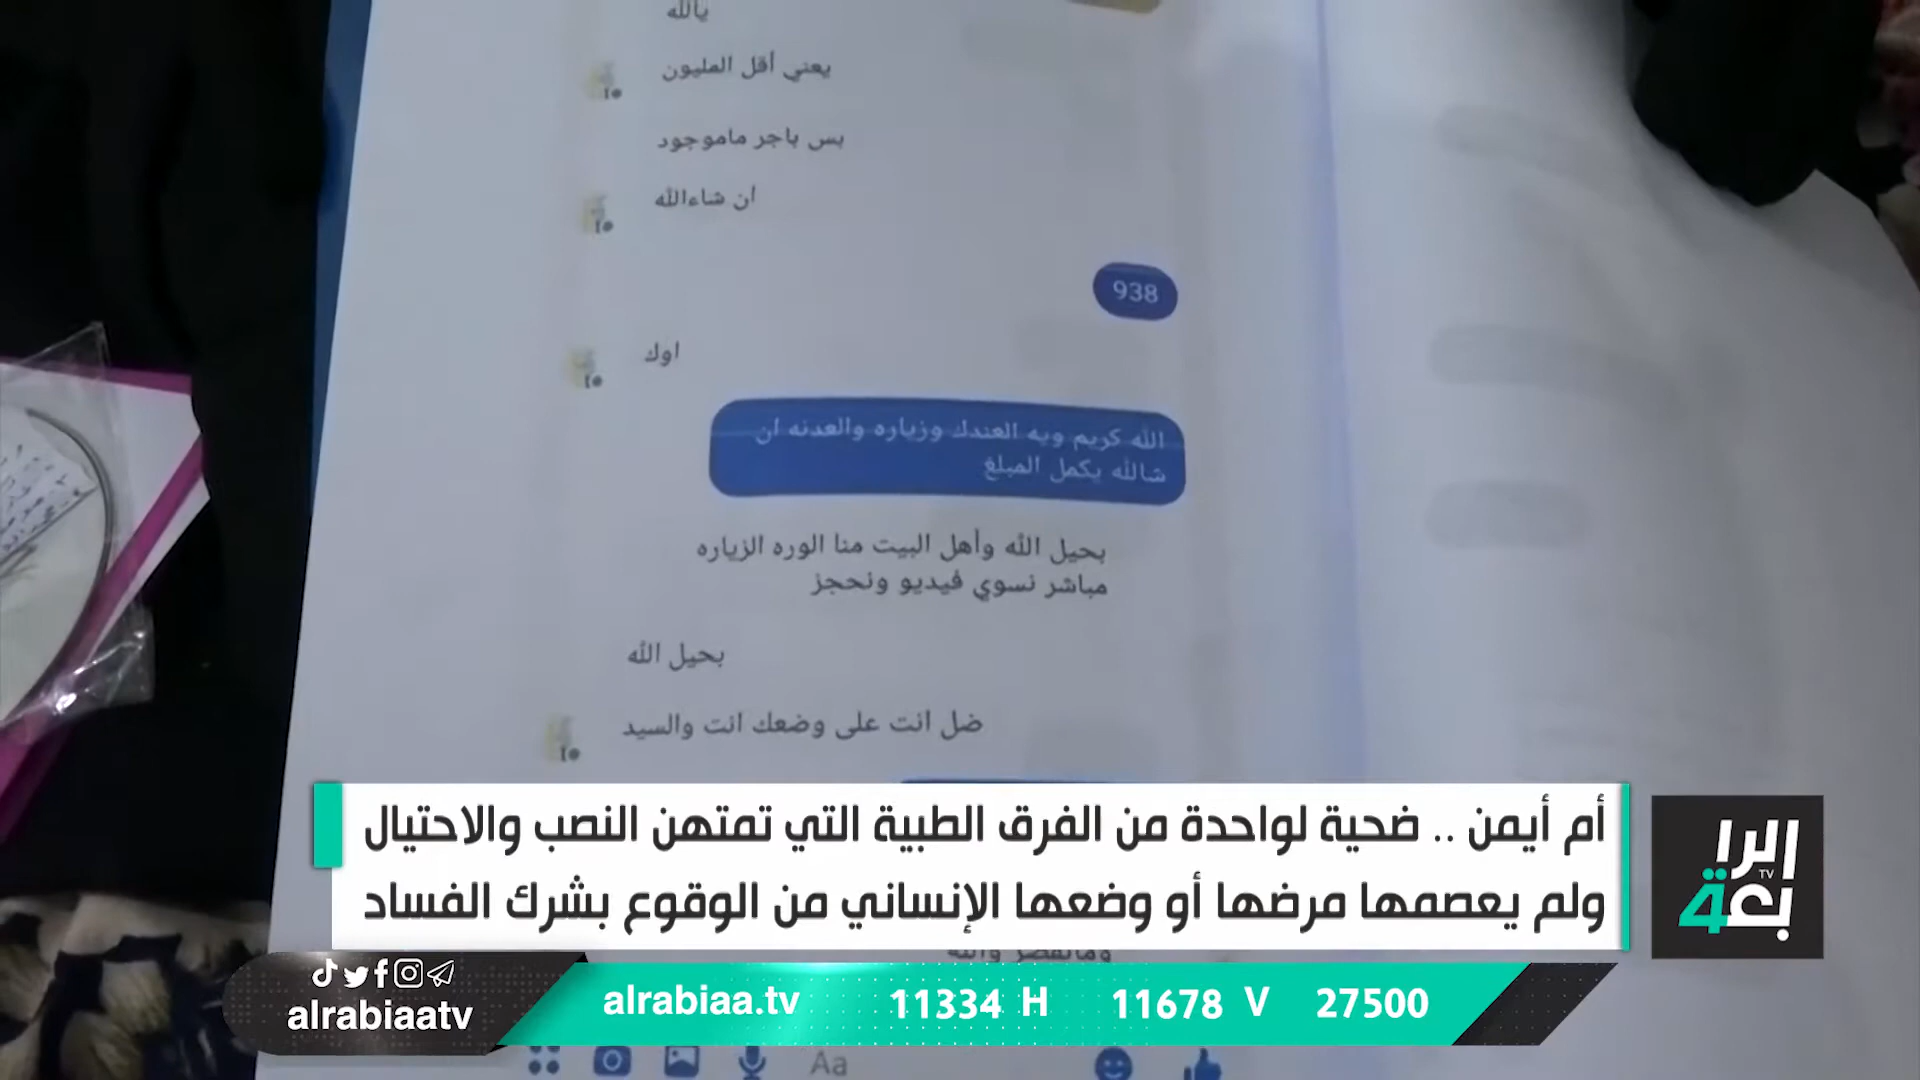 يالله
يعني أقل المليون
بس باجر ماموجود
ان شاءالله
938
اوك
الله كريم ويه العندك وزياره والعدنه ان
شالله يكمل المبلغ
بحيل الله وأهل البيت منا الوره الزياره
مباشر نسوي فيديو ونحجز
بحيل الله
ضل انت على وضعك انت والسيد
أم أيمن .. ضحية لواحدة من الفرق الطبية التي تمتهن النصب والاحتيال
ولم يعصمها مرضها أو وضعها الإنساني من الوقوع بشرك الفساد
الرا
TV
بعة4
alrabiaatv
alrabiaa.tv 11334 H 11678 V 27500
Aa